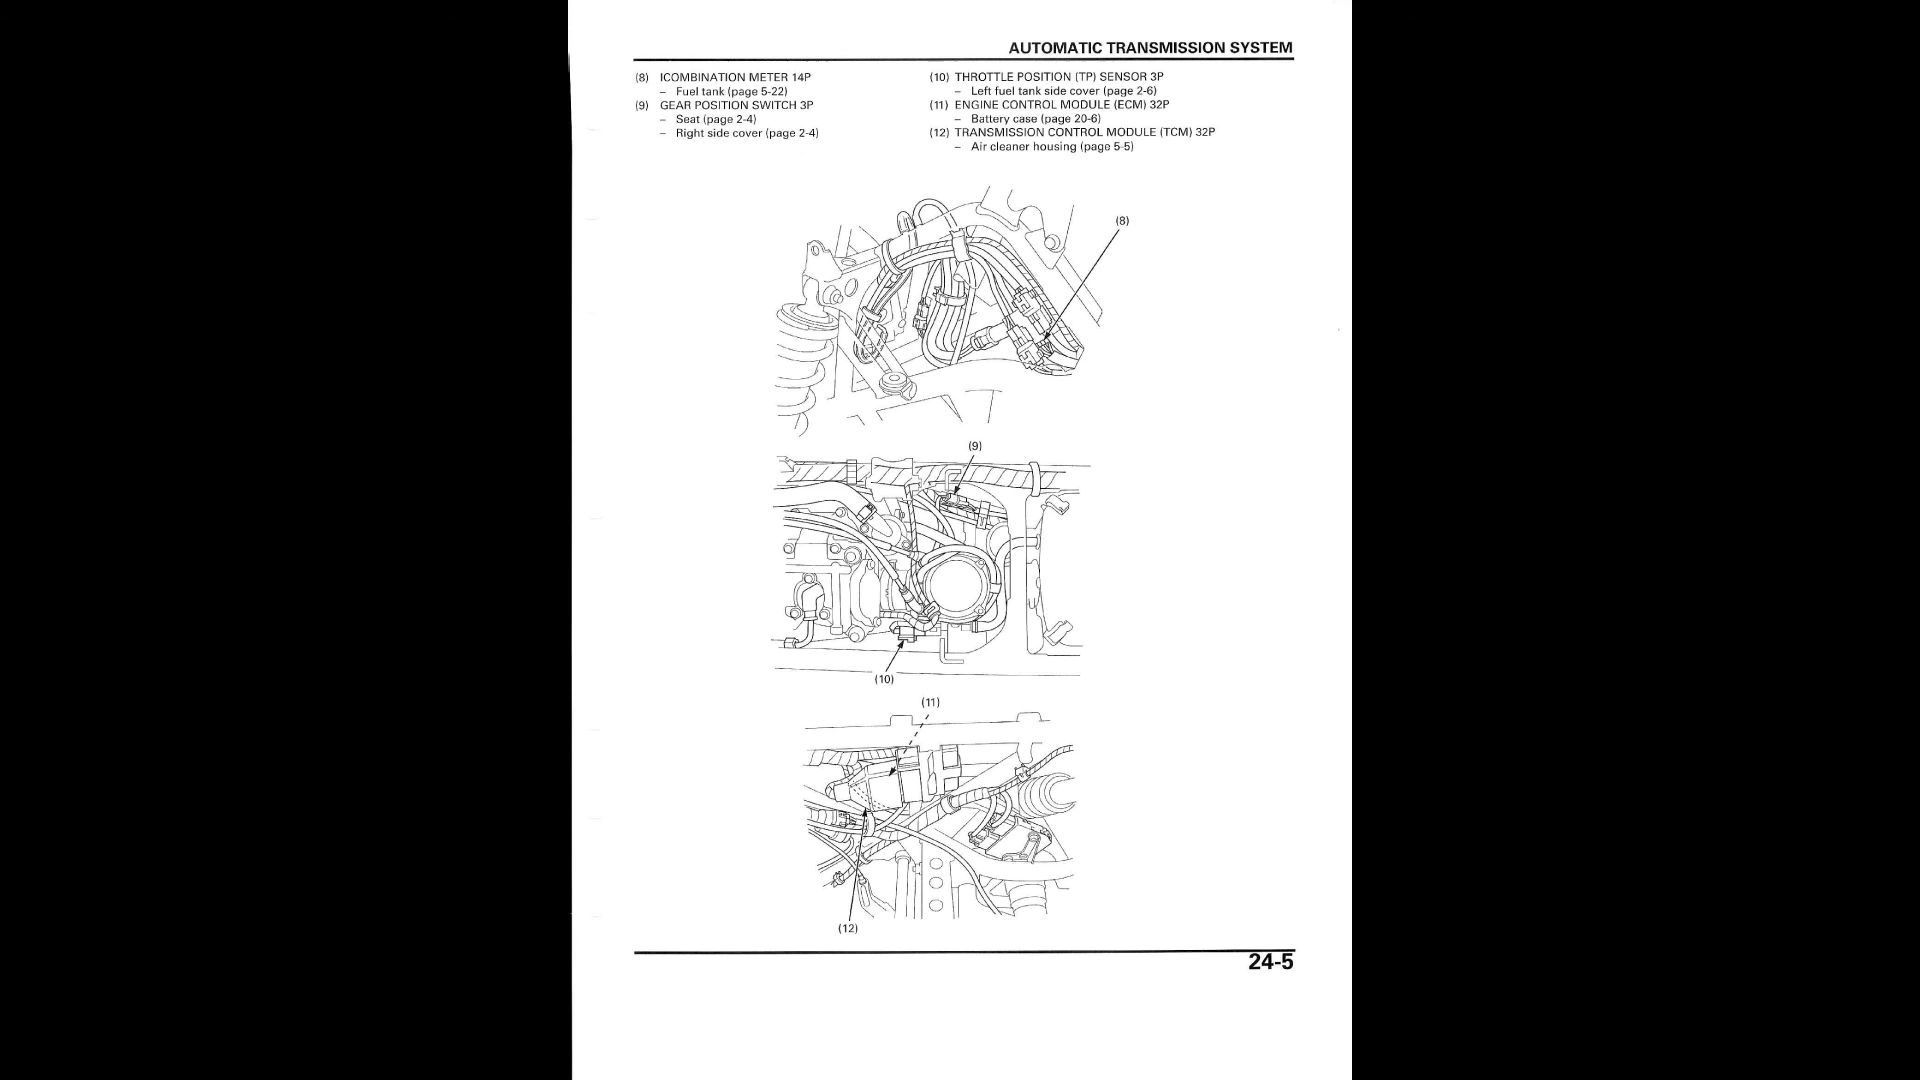 AUTOMATIC TRANSMISSION SYSTEM
(8) ICOMBINATION METER 14P
– Fuel tank (page 5-22)
(9) GEAR POSITION SWITCH 3P
– Seat (page 2-4)
– Right side cover (page 2-4)
(10) THROTTLE POSITION (TP) SENSOR 3P
– Left fuel tank side cover (page 2-6)
(11) ENGINE CONTROL MODULE (ECM) 32P
– Battery case (page 20-6)
(12) TRANSMISSION CONTROL MODULE (TCM) 32P
– Air cleaner housing (page 5-5)
(8)
(9)
(10)
(11)
(12)
24-5